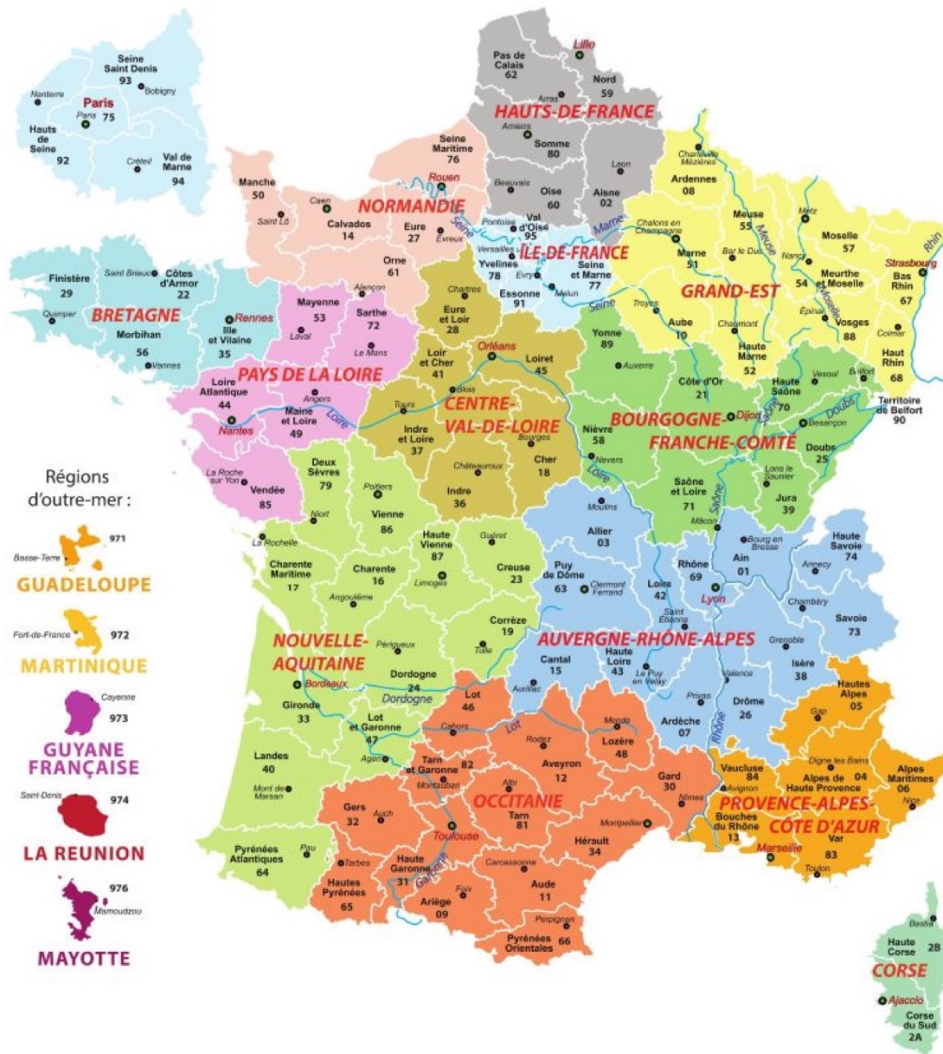 Seine
Saint Denis
93
Nanterre
Bobigny
Paris
Paris
75
Hauts
de
Seine
92
Créteil
Val de
Marne
94
Pas de
Calais
62
Lille
Nord
59
Arras
HAUTS-DE-FRANCE
Amiens
Somme
80
Laon
Beauvais
Oise
60
Aisne
02
Seine
Maritime
76
Rouen
Manche
50
Saint Lô
Caen
NORMANDIE
Calvados
14
Eure
27
Évreux
Orne
61
Alençon
Seine
Pontoise
Val
d'Oise
95
Versailles
ÎLE-DE-FRANCE
Yvelines
78
Evry
Seine
et Marne
77
Essonne
91
Melun
Seine
Marne
Charleville
Mézières
Ardennes
08
Chalons en
Champagne
Marne
51
Meuse
55
Bar le Duc
Meuse
Metz
Moselle
57
Nancy
Meurthe
et Moselle
54
Moselle
Strasbourg
Rhin
Bas
Rhin
67
GRAND-EST
Troyes
Aube
10
Chaumont
Haute
Marne
52
Épinal
Vosges
88
Colmar
Haut
Rhin
68
Finistère
29
Quimper
Saint Brieuc
Côtes
d'Armor
22
BRETAGNE
Rennes
Morbihan
56
Vannes
Ille
et Vilaine
35
Mayenne
53
Laval
Sarthe
72
Le Mans
PAYS DE LA LOIRE
Loire
Atlantique
44
Nantes
Angers
Maine et
Loire
49
Loire
La Roche
sur Yon
Vendée
85
Chartres
Eure
et Loir
28
Loir
et Cher
41
Orléans
Loiret
45
Blois
Tours
CENTRE-
VAL-DE-LOIRE
Indre
et Loire
37
Bourges
Cher
18
Châteauroux
Indre
36
Yonne
89
Auxerre
Côte d'Or
21
Dijon
Haute
Saône
70
Saône
Vesoul
Belfort
Territoire
de Belfort
90
BOURGOGNE-
FRANCHE-COMTÉ
Doubs
Besançon
Doubs
25
Nièvre
58
Nevers
Loire
Saône
et Loire
71
Saône
Mâcon
Lons le
Saunier
Jura
39
Deux
Sèvres
79
Poitiers
Vienne
86
Niort
La Rochelle
Charente
Maritime
17
Charente
16
Angoulême
Haute
Vienne
87
Limoges
Guéret
Creuse
23
Corrèze
19
Tulle
Périgueux
NOUVELLE-
AQUITAINE
Bordeaux
Dordogne
24
Dordogne
Gironde
33
Lot
et Garonne
47
Agen
Landes
40
Mont de
Marsan
Pyrénées
Atlantiques
64
Pau
Moulins
Allier
03
Puy
de Dôme
63
Clermont
Ferrand
Loire
42
Rhône
69
Lyon
Saint
Etienne
Bourg en
Bresse
Ain
01
Haute
Savoie
74
Annecy
Chambéry
Savoie
73
AUVERGNE-RHÔNE-ALPES
Cantal
15
Aurillac
Haute
Loire
43
Le Puy
en Velay
Grenoble
Isère
38
Valence
Privas
Ardèche
07
Rhône
Drôme
26
Lot
46
Cahors
Lot
Mende
Lozère
48
Rodez
Aveyron
12
Tarn
et Garonne
82
Montauban
Albi
Tarn
81
OCCITANIE
Gard
30
Nîmes
Gers
32
Auch
Toulouse
Montpellier
Hérault
34
Tarbes
Hautes
Pyrénées
65
Haute
Garonne
31
Garonne
Carcassonne
Foix
Ariège
09
Aude
11
Perpignan
Pyrénées
Orientales
66
Hautes
Alpes
05
Gap
Vaucluse
84
Avignon
Digne les Bains
Alpes de
Haute Provence
04
Alpes
Maritimes
06
Nice
PROVENCE-ALPES-
CÔTE D'AZUR
Bouches
du Rhône
13
Marseille
Var
83
Toulon
Bastia
Haute
Corse
2B
CORSE
Ajaccio
Corse
du Sud
2A
Régions
d'outre-mer :
971
Basse-Terre
GUADELOUPE
Fort-de-France
972
MARTINIQUE
Cayenne
973
GUYANE
FRANÇAISE
Saint-Denis
974
LA REUNION
976
Mamoudzou
MAYOTTE